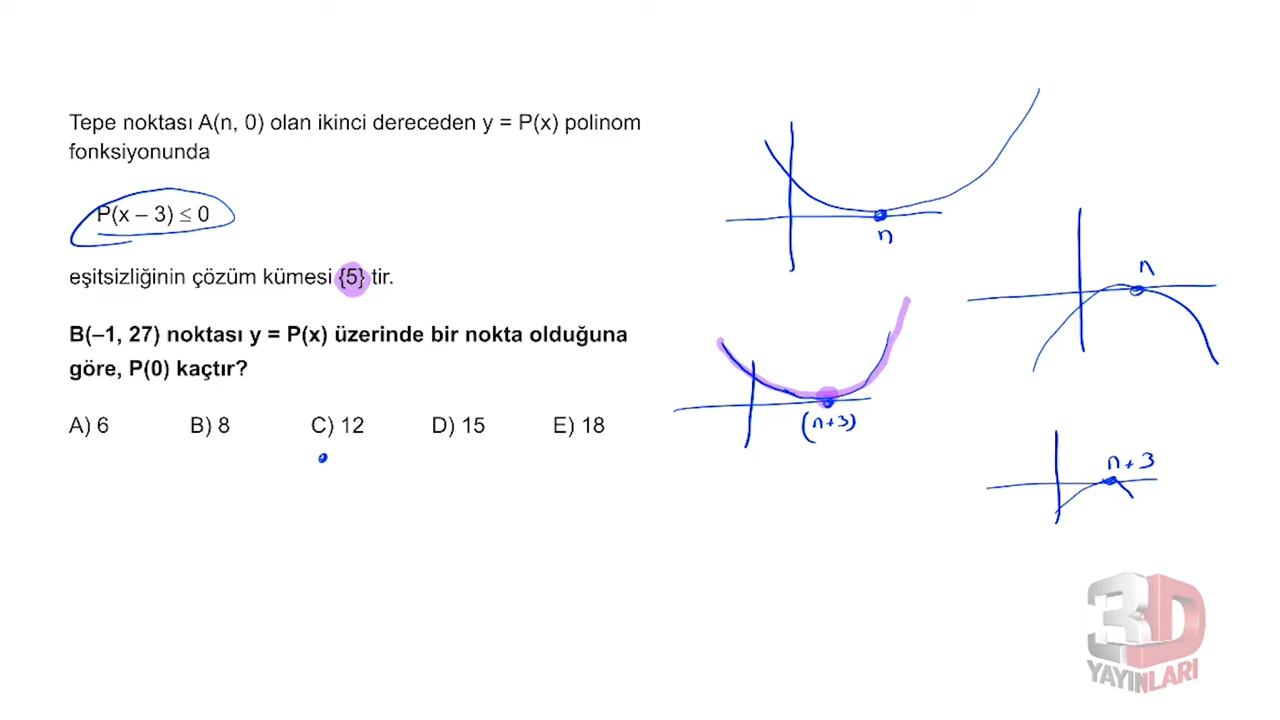 Tepe noktası A(n, 0) olan ikinci dereceden y = P(x) polinom
fonksiyonunda
P(x – 3) ≤ 0
eşitsizliğinin çözüm kümesi {5} tir.
B(–1, 27) noktası y = P(x) üzerinde bir nokta olduğuna
göre, P(0) kaçtır?
A) 6 B) 8 C) 12 D) 15 E) 18
n
n
(n+3)
n+3
3D
YAYINLARI